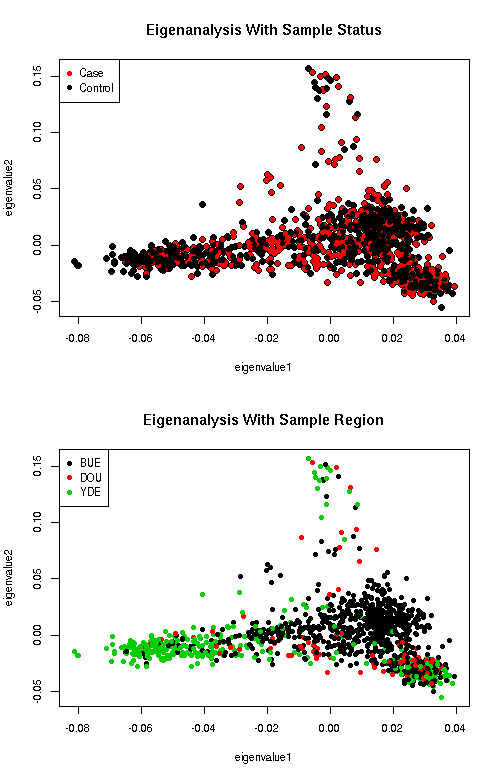 Eigenanalysis With Sample Status
Case
Control
eigenvalue2
0.15
0.10
0.05
0.00
-0.05
-0.08
-0.06
-0.04
-0.02
0.00
0.02
0.04
eigenvalue1
Eigenanalysis With Sample Region
BUE
DOU
YDE
eigenvalue2
0.15
0.10
0.05
0.00
-0.05
-0.08
-0.06
-0.04
-0.02
0.00
0.02
0.04
eigenvalue1